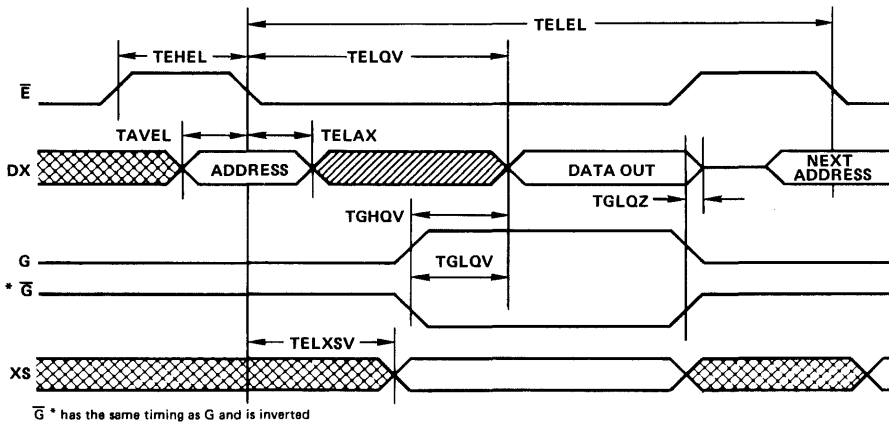 TELEL
TEHEL
TELQV
E̅
TAVEL
TELAX
DX
ADDRESS
DATA OUT
NEXT
ADDRESS
TGHQV
TGLQZ
G
TGLQV
* G̅
TELXSV
XS
G̅ * has the same timing as G and is inverted